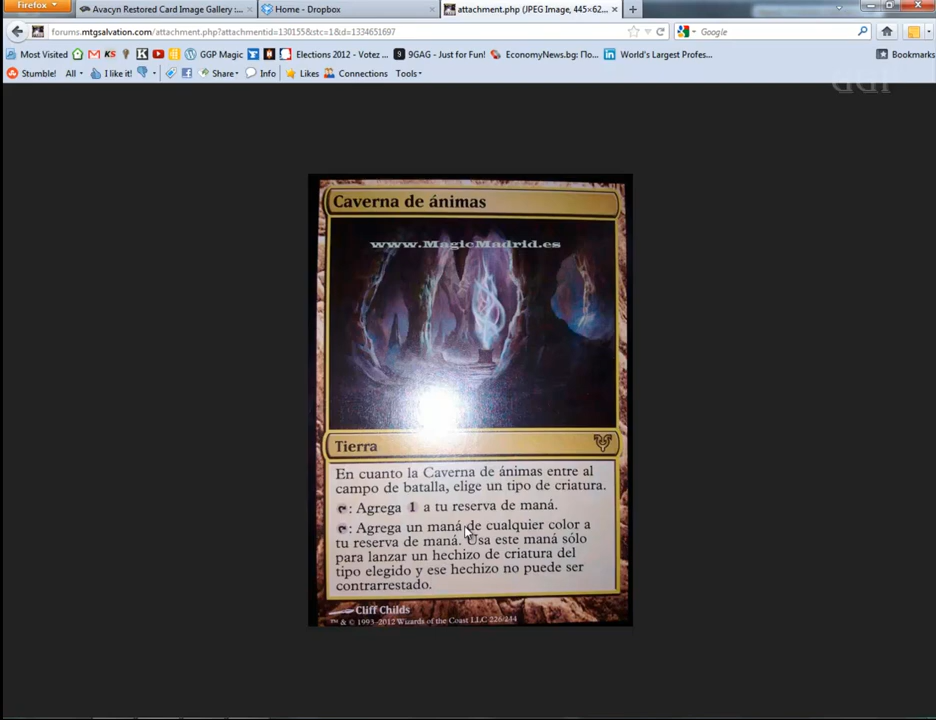 Firefox
Avacyn Restored Card Image Gallery :...
Home - Dropbox
attachment.php (JPEG Image, 445×62...
forums.mtgsalvation.com/attachment.php?attachmentid=130155&stc=1&d=1334651697
Google
Most Visited
KS
K
GGP Magic
Elections 2012 - Votez ...
9GAG - Just for Fun!
EconomyNews.bg: По...
World's Largest Profes...
Bookmarks
Stumble!
All
I like it!
Share
Info
Likes
Connections
Tools
GGP
Caverna de ánimas
www.MagicMadrid.es
Tierra
En cuanto la Caverna de ánimas entre al
campo de batalla, elige un tipo de criatura.
: Agrega 1 a tu reserva de maná.
: Agrega un maná de cualquier color a
tu reserva de maná. Usa este maná sólo
para lanzar un hechizo de criatura del
tipo elegido y ese hechizo no puede ser
contrarrestado.
Cliff Childs
™ & © 1993-2012 Wizards of the Coast LLC 226/244